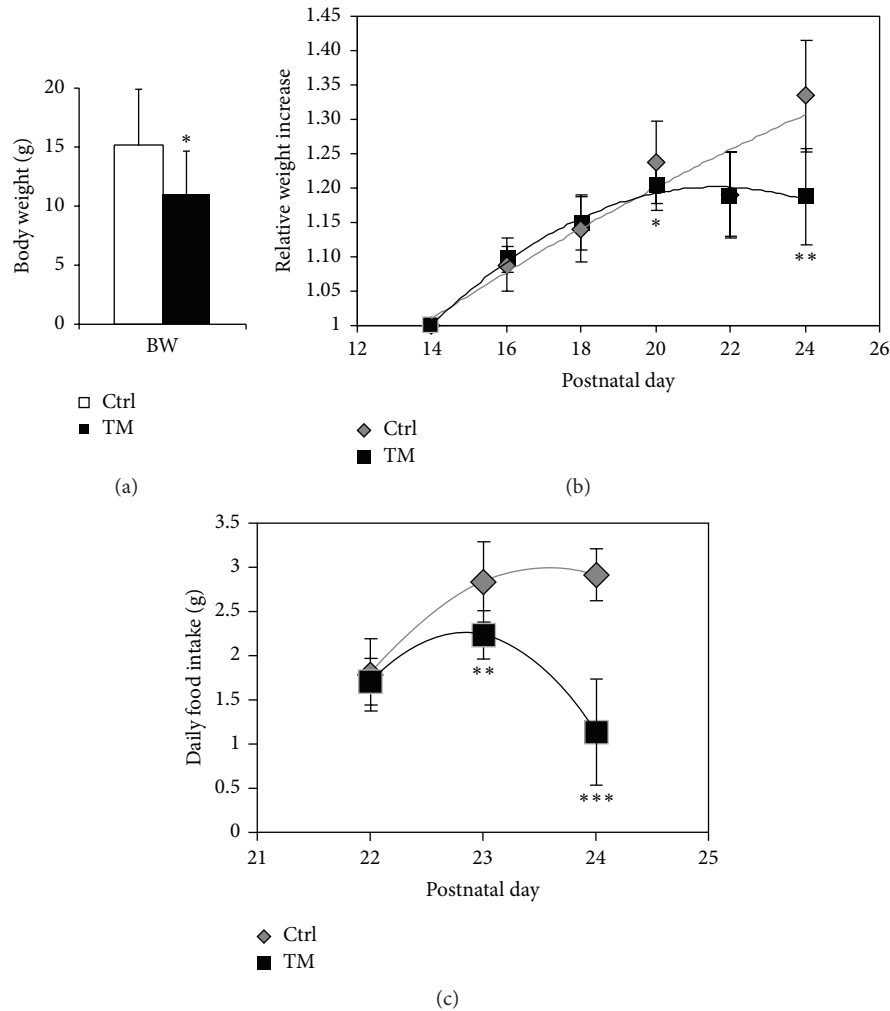 Body weight (g)
20
15
10
5
0
*
BW
Ctrl
TM
(a)
Relative weight increase
1.45
1.40
1.35
1.30
1.25
1.20
1.15
1.10
1.05
1
*
**
12 14 16 18 20 22 24 26
Postnatal day
Ctrl
TM
(b)
Daily food intake (g)
3.5
3
2.5
2
1.5
1
0.5
0
**
***
21 22 23 24 25
Postnatal day
Ctrl
TM
(c)